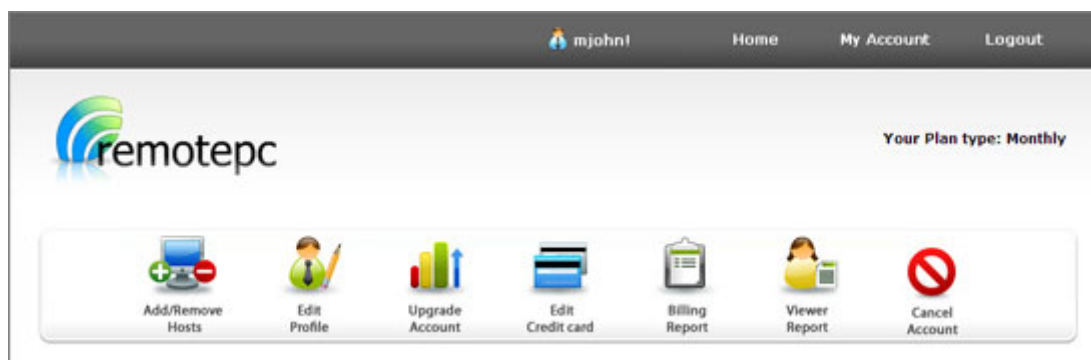 mjohn! Home My Account Logout
remotepc
Your Plan type: Monthly
Add/Remove Hosts
Edit Profile
Upgrade Account
Edit Credit card
Billing Report
Viewer Report
Cancel Account